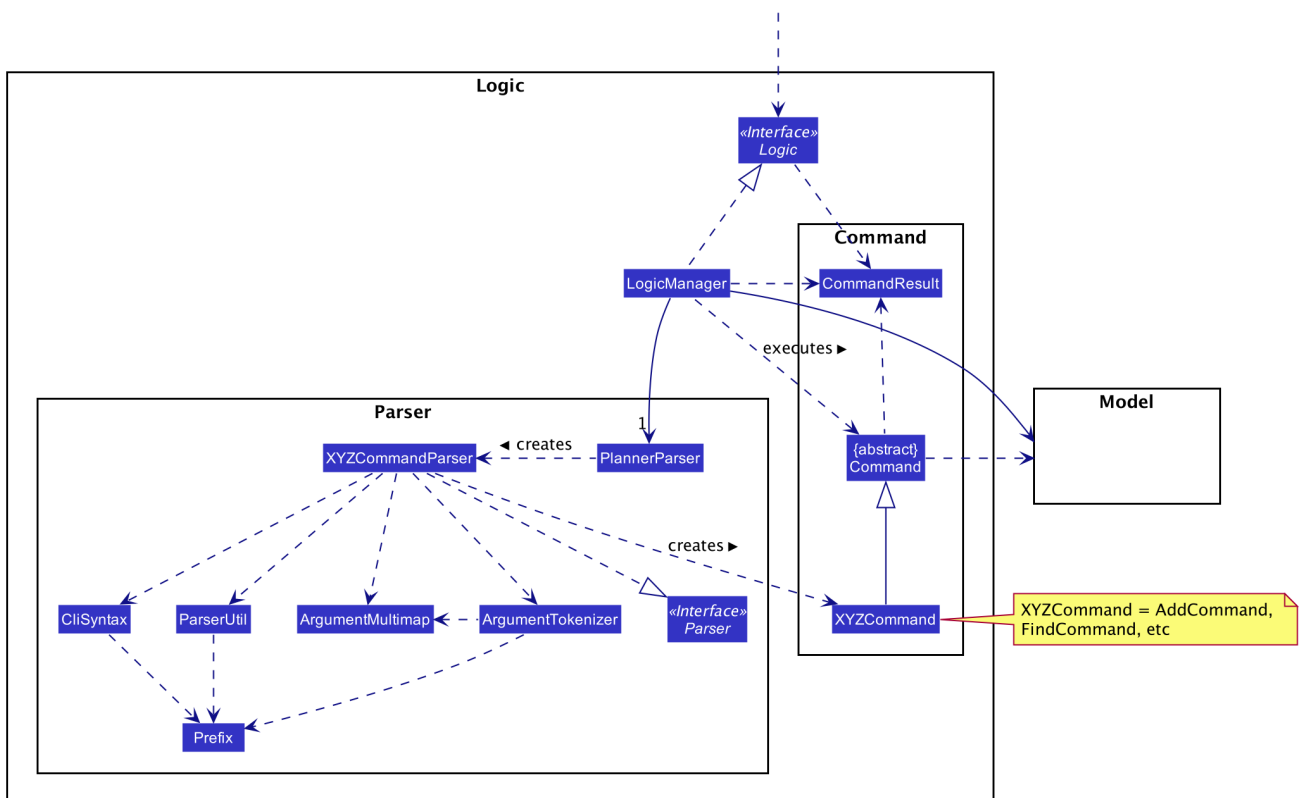 Logic
«Interface»
Logic
Command
LogicManager
CommandResult
executes ►
Model
Parser
1
{abstract}
Command
XYZCommandParser
◄ creates
PlannerParser
creates ►
CliSyntax
ParserUtil
ArgumentMultimap
ArgumentTokenizer
«Interface»
Parser
XYZCommand
XYZCommand = AddCommand,
FindCommand, etc
Prefix